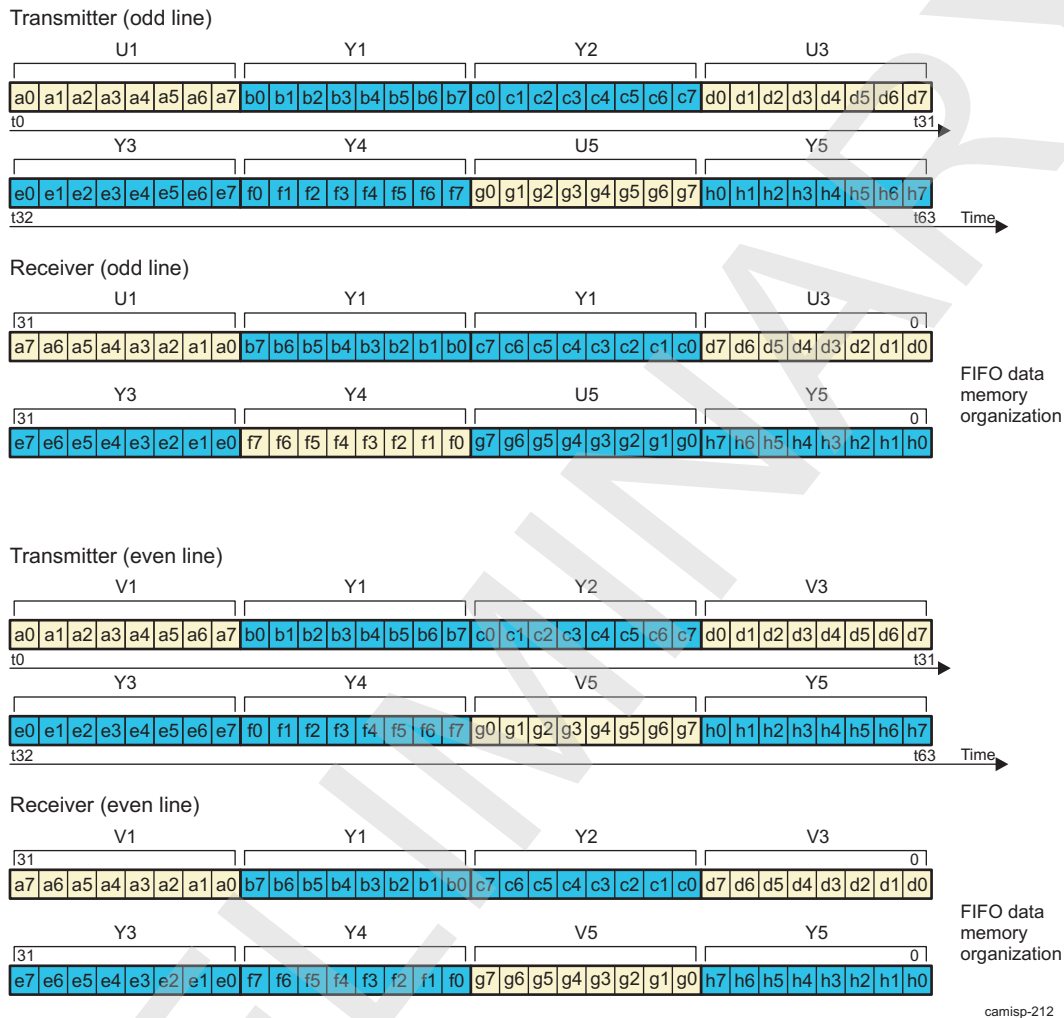 Transmitter (odd line)
U1 Y1 Y2 U3
a0 a1 a2 a3 a4 a5 a6 a7 b0 b1 b2 b3 b4 b5 b6 b7 c0 c1 c2 c3 c4 c5 c6 c7 d0 d1 d2 d3 d4 d5 d6 d7
t0 t31
Y3 Y4 U5 Y5
e0 e1 e2 e3 e4 e5 e6 e7 f0 f1 f2 f3 f4 f5 f6 f7 g0 g1 g2 g3 g4 g5 g6 g7 h0 h1 h2 h3 h4 h5 h6 h7
t32 t63 Time
Receiver (odd line)
U1 Y1 Y1 U3
31 0
a7 a6 a5 a4 a3 a2 a1 a0 b7 b6 b5 b4 b3 b2 b1 b0 c7 c6 c5 c4 c3 c2 c1 c0 d7 d6 d5 d4 d3 d2 d1 d0
FIFO data
memory
organization
Y3 Y4 U5 Y5
31 0
e7 e6 e5 e4 e3 e2 e1 e0 f7 f6 f5 f4 f3 f2 f1 f0 g7 g6 g5 g4 g3 g2 g1 g0 h7 h6 h5 h4 h3 h2 h1 h0
Transmitter (even line)
V1 Y1 Y2 V3
a0 a1 a2 a3 a4 a5 a6 a7 b0 b1 b2 b3 b4 b5 b6 b7 c0 c1 c2 c3 c4 c5 c6 c7 d0 d1 d2 d3 d4 d5 d6 d7
t0 t31
Y3 Y4 V5 Y5
e0 e1 e2 e3 e4 e5 e6 e7 f0 f1 f2 f3 f4 f5 f6 f7 g0 g1 g2 g3 g4 g5 g6 g7 h0 h1 h2 h3 h4 h5 h6 h7
t32 t63 Time
Receiver (even line)
V1 Y1 Y2 V3
31 0
a7 a6 a5 a4 a3 a2 a1 a0 b7 b6 b5 b4 b3 b2 b1 b0 c7 c6 c5 c4 c3 c2 c1 c0 d7 d6 d5 d4 d3 d2 d1 d0
FIFO data
memory
organization
Y3 Y4 V5 Y5
31 0
e7 e6 e5 e4 e3 e2 e1 e0 f7 f6 f5 f4 f3 f2 f1 f0 g7 g6 g5 g4 g3 g2 g1 g0 h7 h6 h5 h4 h3 h2 h1 h0
camisp-212
ELIMINAR